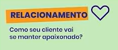 RELACIONAMENTO
Como seu cliente vai
se manter apaixonado?